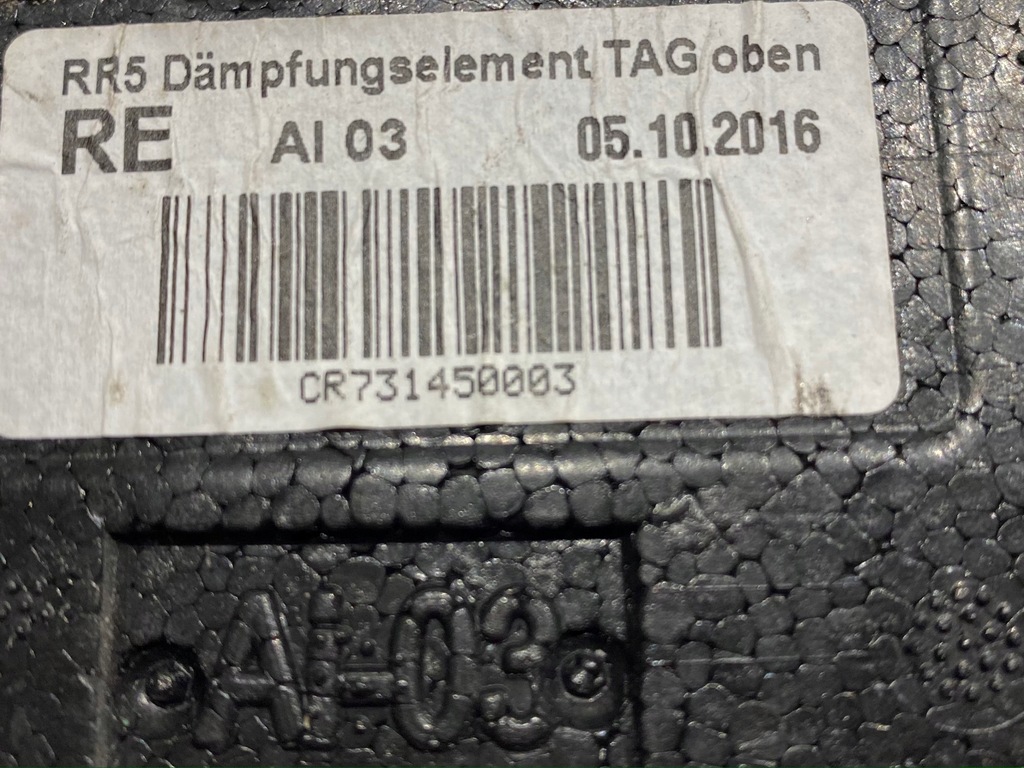 RR5 Dämpfungselement TAG oben
RE AI 03 05.10.2016
CR731450003
AI-03